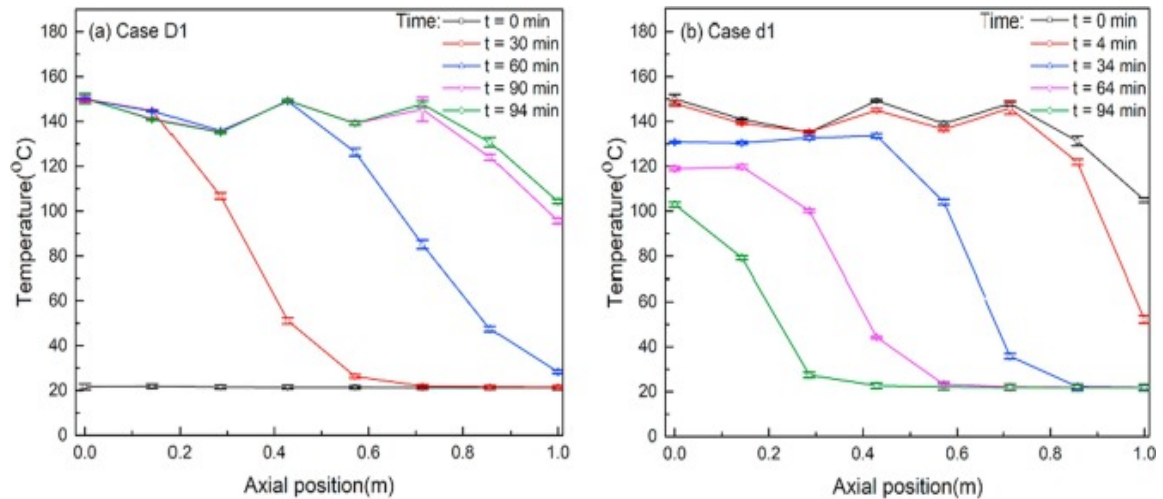 (a) Case D1
Time:
t = 0 min
t = 30 min
t = 60 min
t = 90 min
t = 94 min
180
160
140
120
100
80
60
40
20
0
Temperature(°C)
0.0 0.2 0.4 0.6 0.8 1.0
Axial position(m)
(b) Case d1
Time:
t = 0 min
t = 4 min
t = 34 min
t = 64 min
t = 94 min
180
160
140
120
100
80
60
40
20
0
Temperature(°C)
0.0 0.2 0.4 0.6 0.8 1.0
Axial position(m)